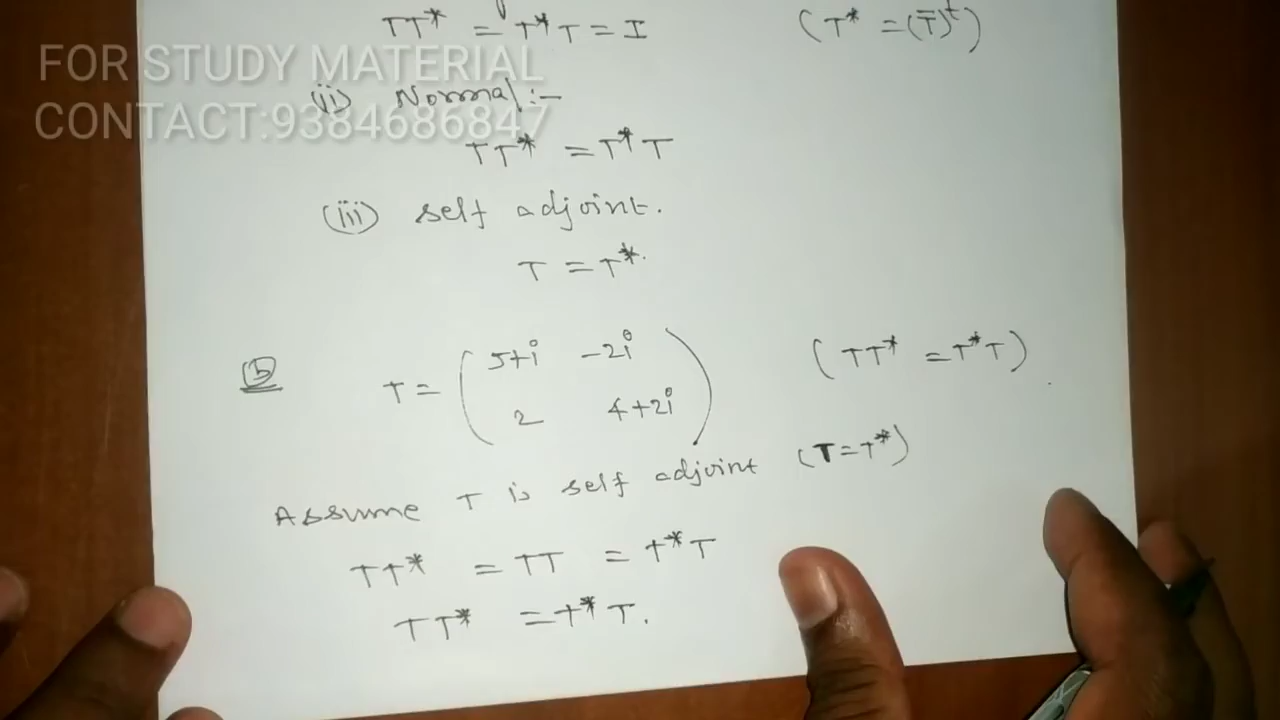 TT* = T*T = I (T* = (T̅)ᵗ)
FOR STUDY MATERIAL
(ii) Normal:-
CONTACT:9384686847
TT* = T*T
(iii) self adjoint.
T = T*.
(b) T = ( 5+i -2i (TT* = T*T)
2 4+2i )
Assume T is self adjoint (T=T*)
TT* = TT = T*T
TT* = T*T.